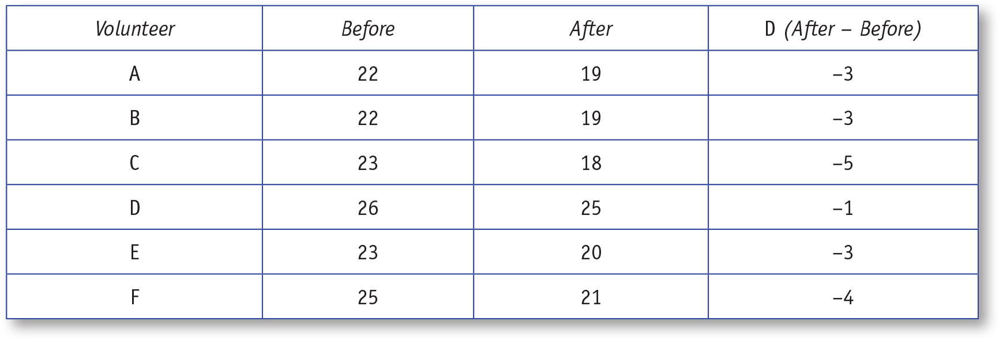 Volunteer Before After D (After – Before)
A 22 19 –3
B 22 19 –3
C 23 18 –5
D 26 25 –1
E 23 20 –3
F 25 21 –4